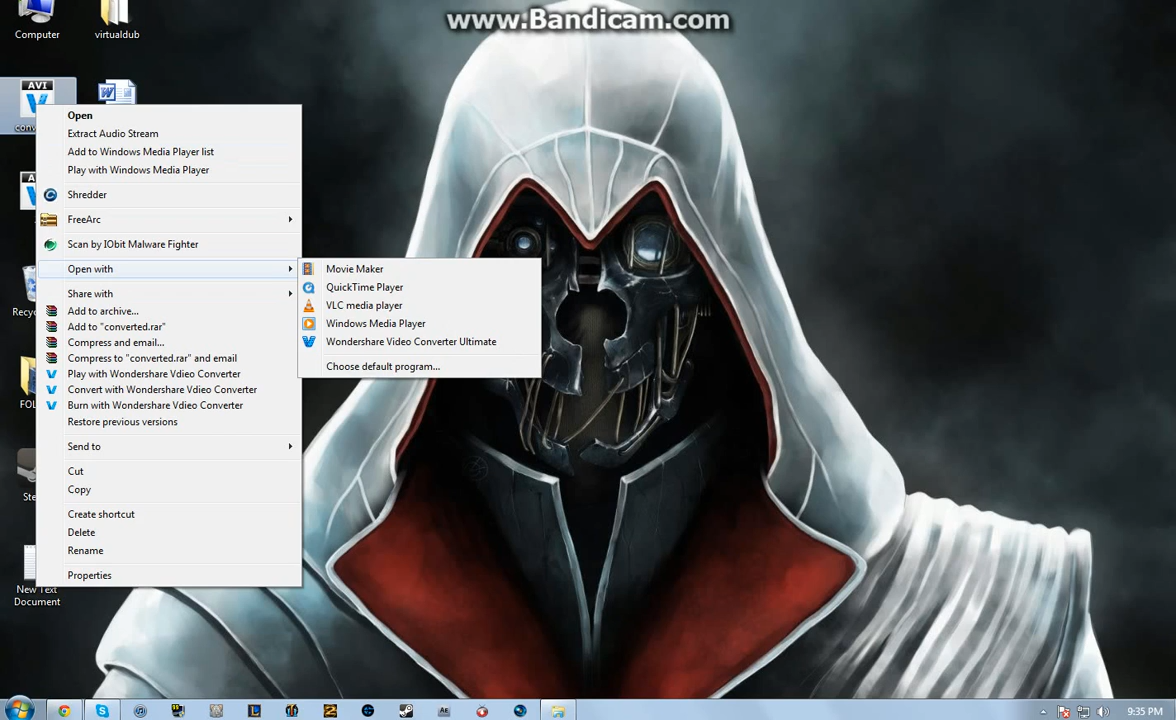 www.Bandicam.com
Computer
virtualdub
AVI
Open
Extract Audio Stream
Add to Windows Media Player list
Play with Windows Media Player
Shredder
FreeArc
Scan by IObit Malware Fighter
Open with
Share with
Add to archive...
Add to "converted.rar"
Compress and email...
Compress to "converted.rar" and email
Play with Wondershare Vdieo Converter
Convert with Wondershare Vdieo Converter
Burn with Wondershare Vdieo Converter
Restore previous versions
Send to
Cut
Copy
Create shortcut
Delete
Rename
Properties
Movie Maker
QuickTime Player
VLC media player
Windows Media Player
Wondershare Video Converter Ultimate
Choose default program...
New Text
Document
9:35 PM